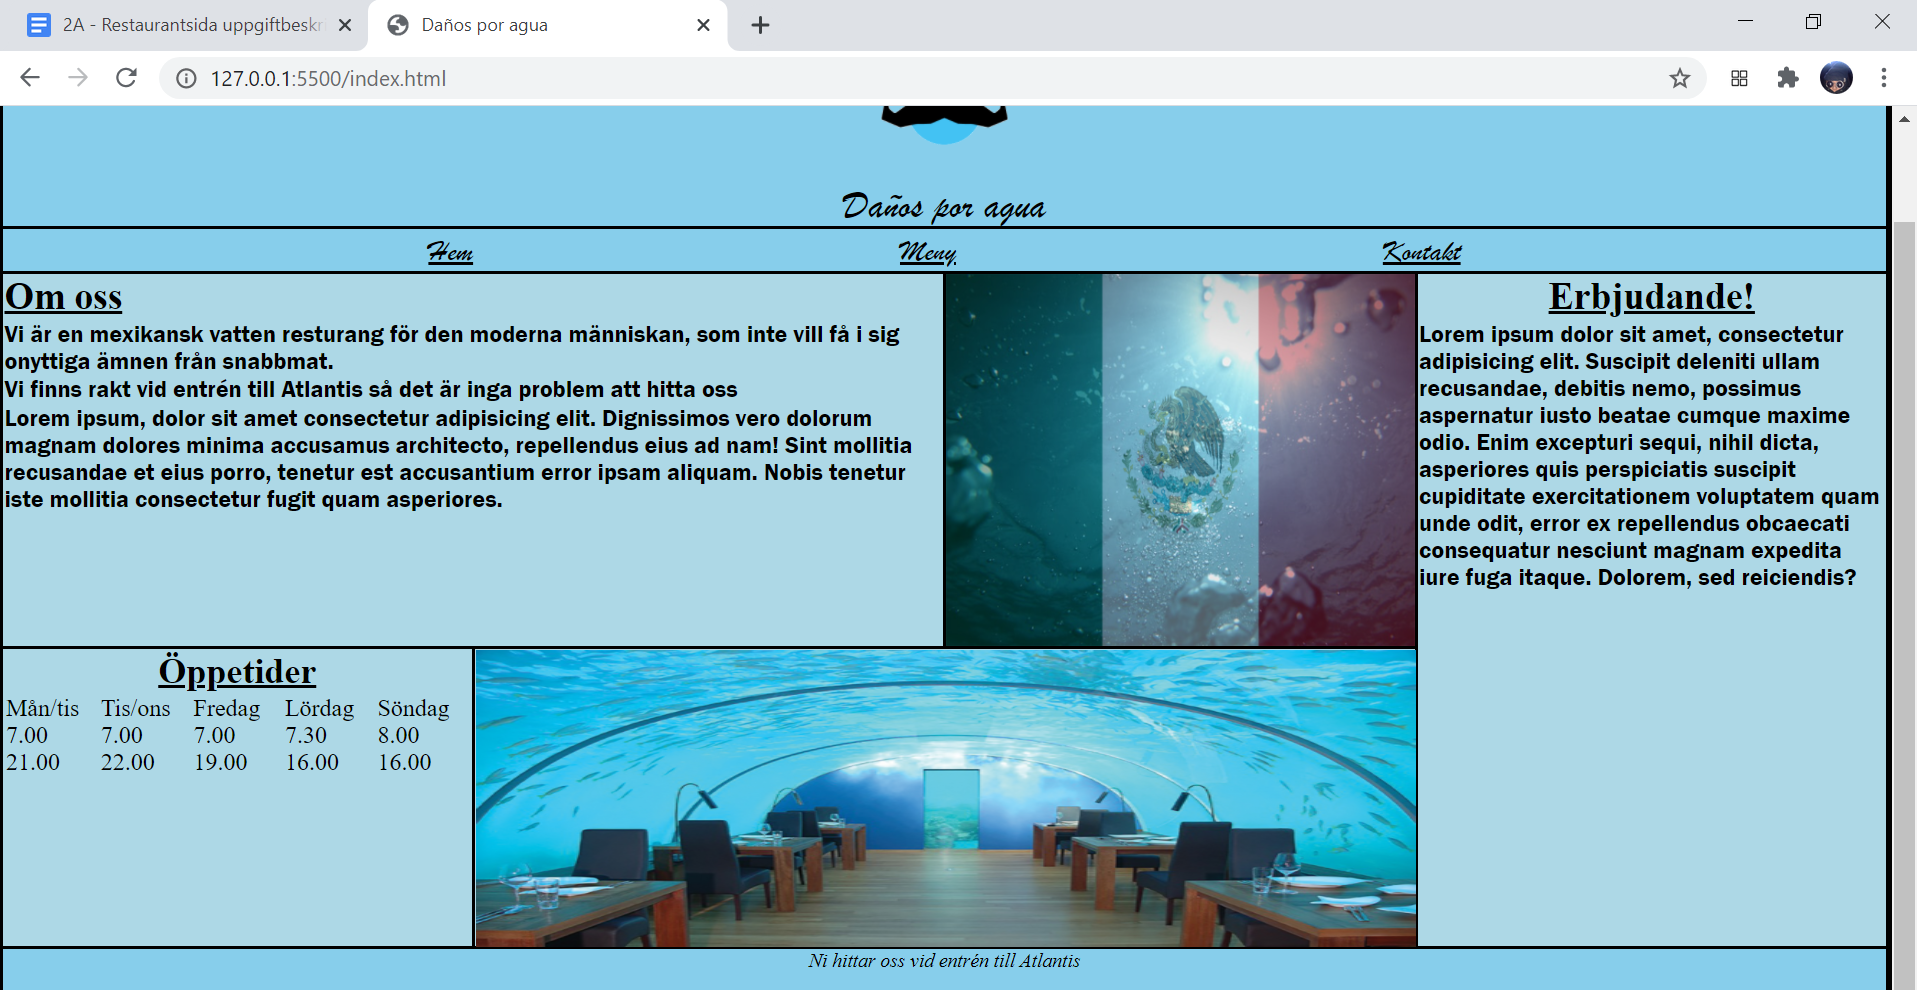 2A - Restaurantsida uppgiftbeskri
Daños por agua
127.0.0.1:5500/index.html
Daños por agua
Hem
Meny
Kontakt
Om oss
Vi är en mexikansk vatten resturang för den moderna människan, som inte vill få i sig
onyttiga ämnen från snabbmat.
Vi finns rakt vid entrén till Atlantis så det är inga problem att hitta oss
Lorem ipsum, dolor sit amet consectetur adipisicing elit. Dignissimos vero dolorum
magnam dolores minima accusamus architecto, repellendus eius ad nam! Sint mollitia
recusandae et eius porro, tenetur est accusantium error ipsam aliquam. Nobis tenetur
iste mollitia consectetur fugit quam asperiores.
Erbjudande!
Lorem ipsum dolor sit amet, consectetur
adipisicing elit. Suscipit deleniti ullam
recusandae, debitis nemo, possimus
aspernatur iusto beatae cumque maxime
odio. Enim excepturi sequi, nihil dicta,
asperiores quis perspiciatis suscipit
cupiditate exercitationem voluptatem quam
unde odit, error ex repellendus obcaecati
consequatur nesciunt magnam expedita
iure fuga itaque. Dolorem, sed reiciendis?
Öppetider
Mån/tis Tis/ons Fredag Lördag Söndag
7.00 7.00 7.00 7.30 8.00
21.00 22.00 19.00 16.00 16.00
Ni hittar oss vid entrén till Atlantis